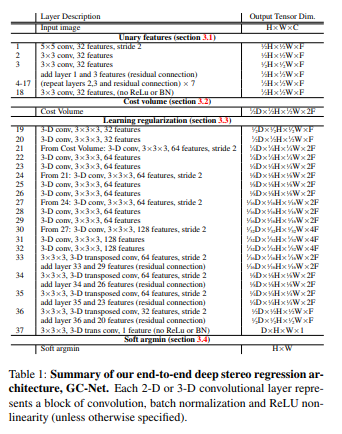 Layer Description Output Tensor Dim.
Input image H×W×C
Unary features (section 3.1)
1 5×5 conv, 32 features, stride 2 ½H×½W×F
2 3×3 conv, 32 features ½H×½W×F
3 3×3 conv, 32 features ½H×½W×F
add layer 1 and 3 features (residual connection) ½H×½W×F
4-17 (repeat layers 2,3 and residual connection) × 7 ½H×½W×F
18 3×3 conv, 32 features, (no ReLu or BN) ½H×½W×F
Cost volume (section 3.2)
Cost Volume ½D×½H×½W×2F
Learning regularization (section 3.3)
19 3-D conv, 3×3×3, 32 features ½D×½H×½W×F
20 3-D conv, 3×3×3, 32 features ½D×½H×½W×F
21 From Cost Volume: 3-D conv, 3×3×3, 64 features, stride 2 ¼D×¼H×¼W×2F
22 3-D conv, 3×3×3, 64 features ¼D×¼H×¼W×2F
23 3-D conv, 3×3×3, 64 features ¼D×¼H×¼W×2F
24 From 21: 3-D conv, 3×3×3, 64 features, stride 2 ⅛D×⅛H×⅛W×2F
25 3-D conv, 3×3×3, 64 features ⅛D×⅛H×⅛W×2F
26 3-D conv, 3×3×3, 64 features ⅛D×⅛H×⅛W×2F
27 From 24: 3-D conv, 3×3×3, 64 features, stride 2 1/16D×1/16H×1/16W×2F
28 3-D conv, 3×3×3, 64 features 1/16D×1/16H×1/16W×2F
29 3-D conv, 3×3×3, 64 features 1/16D×1/16H×1/16W×2F
30 From 27: 3-D conv, 3×3×3, 128 features, stride 2 1/32D×1/32H×1/32W×4F
31 3-D conv, 3×3×3, 128 features 1/32D×1/32H×1/32W×4F
32 3-D conv, 3×3×3, 128 features 1/32D×1/32H×1/32W×4F
33 3×3×3, 3-D transposed conv, 64 features, stride 2 1/16D×1/16H×1/16W×2F
add layer 33 and 29 features (residual connection) 1/16D×1/16H×1/16W×2F
34 3×3×3, 3-D transposed conv, 64 features, stride 2 ⅛D×⅛H×⅛W×2F
add layer 34 and 26 features (residual connection) ⅛D×⅛H×⅛W×2F
35 3×3×3, 3-D transposed conv, 64 features, stride 2 ¼D×¼H×¼W×2F
add layer 35 and 23 features (residual connection) ¼D×¼H×¼W×2F
36 3×3×3, 3-D transposed conv, 32 features, stride 2 ½D×½H×½W×F
add layer 36 and 20 features (residual connection) ½D×½H×½W×F
37 3×3×3, 3-D trans conv, 1 feature (no ReLu or BN) D×H×W×1
Soft argmin (section 3.4)
Soft argmin H×W
Table 1: Summary of our end-to-end deep stereo regression ar-
chitecture, GC-Net. Each 2-D or 3-D convolutional layer repre-
sents a block of convolution, batch normalization and ReLU non-
linearity (unless otherwise specified).